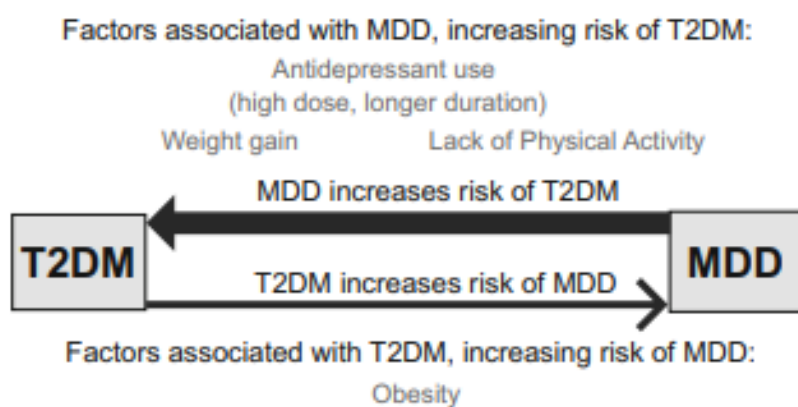 Factors associated with MDD, increasing risk of T2DM:
Antidepressant use
(high dose, longer duration)
Weight gain Lack of Physical Activity
MDD increases risk of T2DM
T2DM MDD
T2DM increases risk of MDD
Factors associated with T2DM, increasing risk of MDD:
Obesity